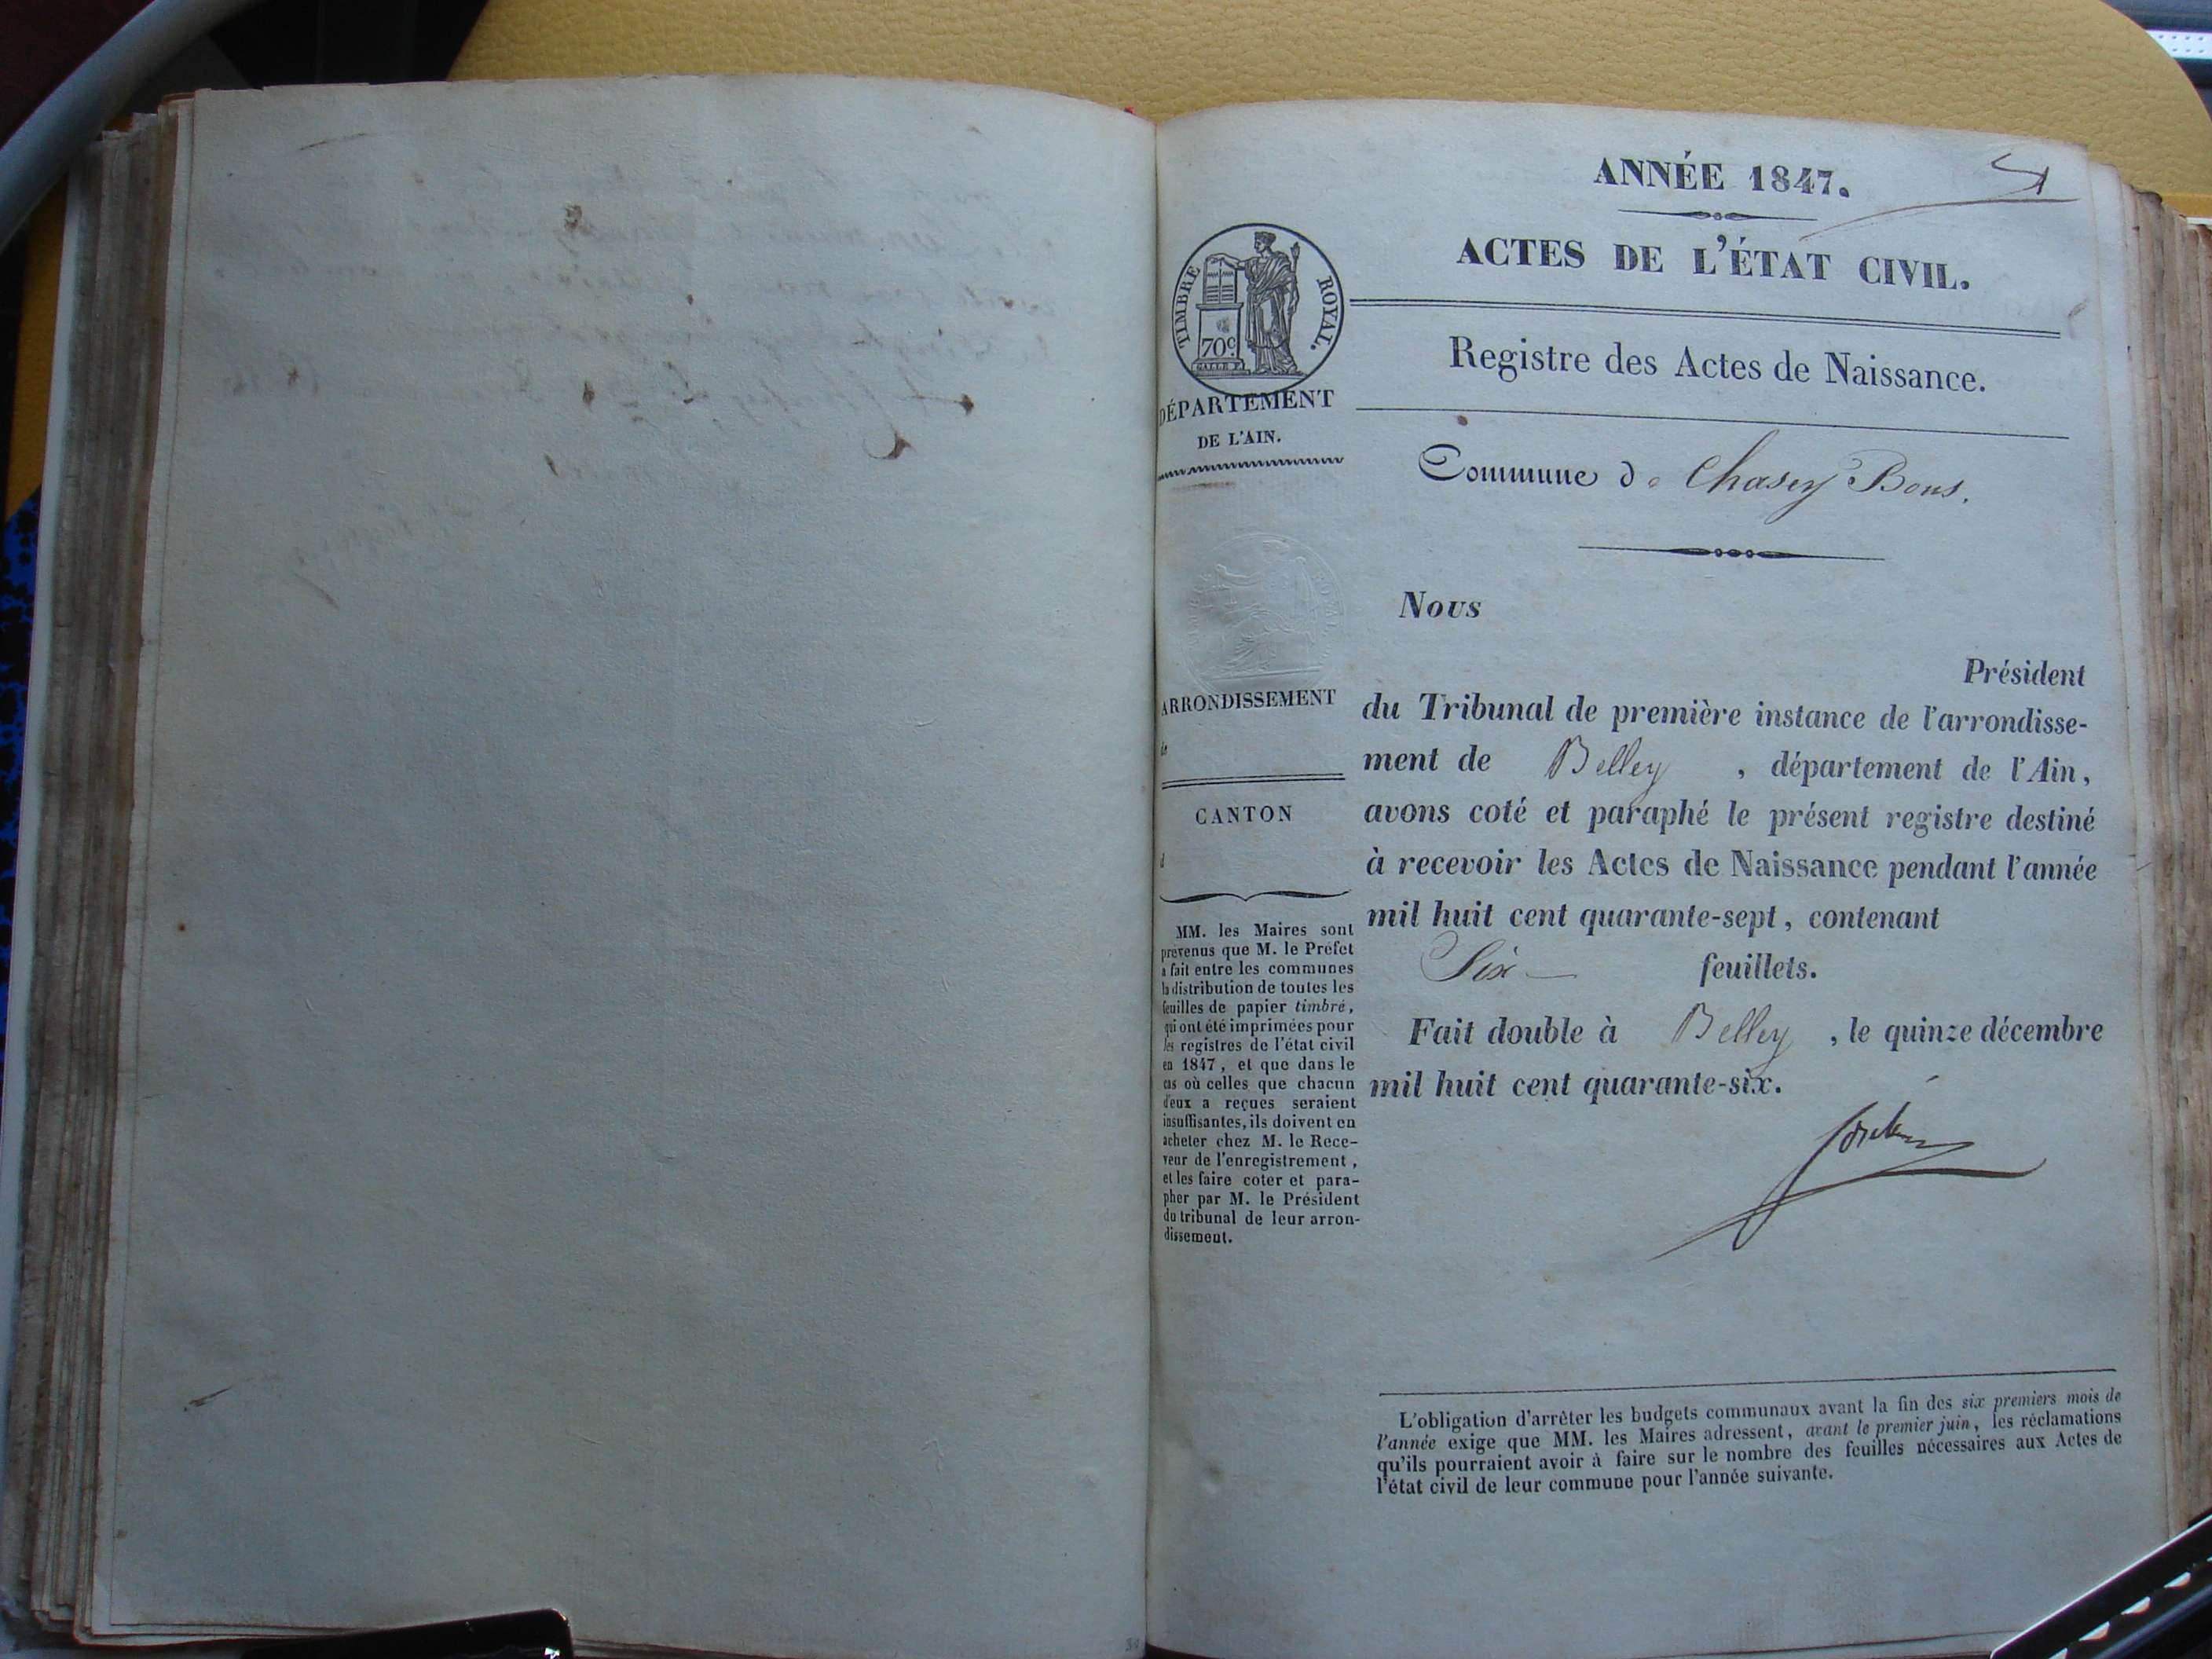 ANNÉE 1847.
ACTES DE L'ÉTAT CIVIL.
TIMBRE ROYAL.
70c
GALLE F.
Registre des Actes de Naissance.
DÉPARTEMENT
DE L'AIN.
Commune de Chasey Bons.
Nous
Président
du Tribunal de première instance de l'arrondisse-
ment de Belley, département de l'Ain,
avons coté et paraphé le présent registre destiné
à recevoir les Actes de Naissance pendant l'année
mil huit cent quarante-sept, contenant
Six feuillets.
Fait double à Belley, le quinze décembre
mil huit cent quarante-six.
ARRONDISSEMENT
de
CANTON
d
MM. les Maires sont
prévenus que M. le Préfet
a fait entre les communes
la distribution de toutes les
feuilles de papier timbré,
qui ont été imprimées pour
les registres de l'état civil
en 1847, et que dans le
cas où celles que chacun
d'eux a reçues seraient
insuffisantes, ils doivent en
acheter chez M. le Rece-
veur de l'enregistrement,
et les faire coter et para-
pher par M. le Président
du tribunal de leur arron-
dissement.
L'obligation d'arrêter les budgets communaux avant la fin des six premiers mois de
l'année exige que MM. les Maires adressent, avant le premier juin, les réclamations
qu'ils pourraient avoir à faire sur le nombre des feuilles nécessaires aux Actes de
l'état civil de leur commune pour l'année suivante.